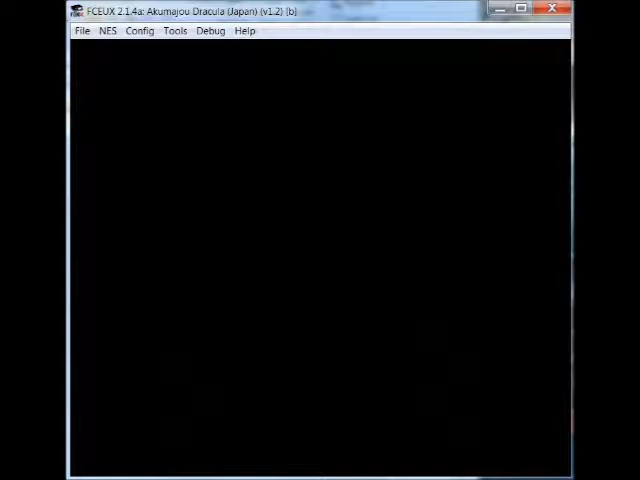 FCEUX 2.1.4a: Akumajou Dracula (Japan) (v1.2) [b]
File NES Config Tools Debug Help